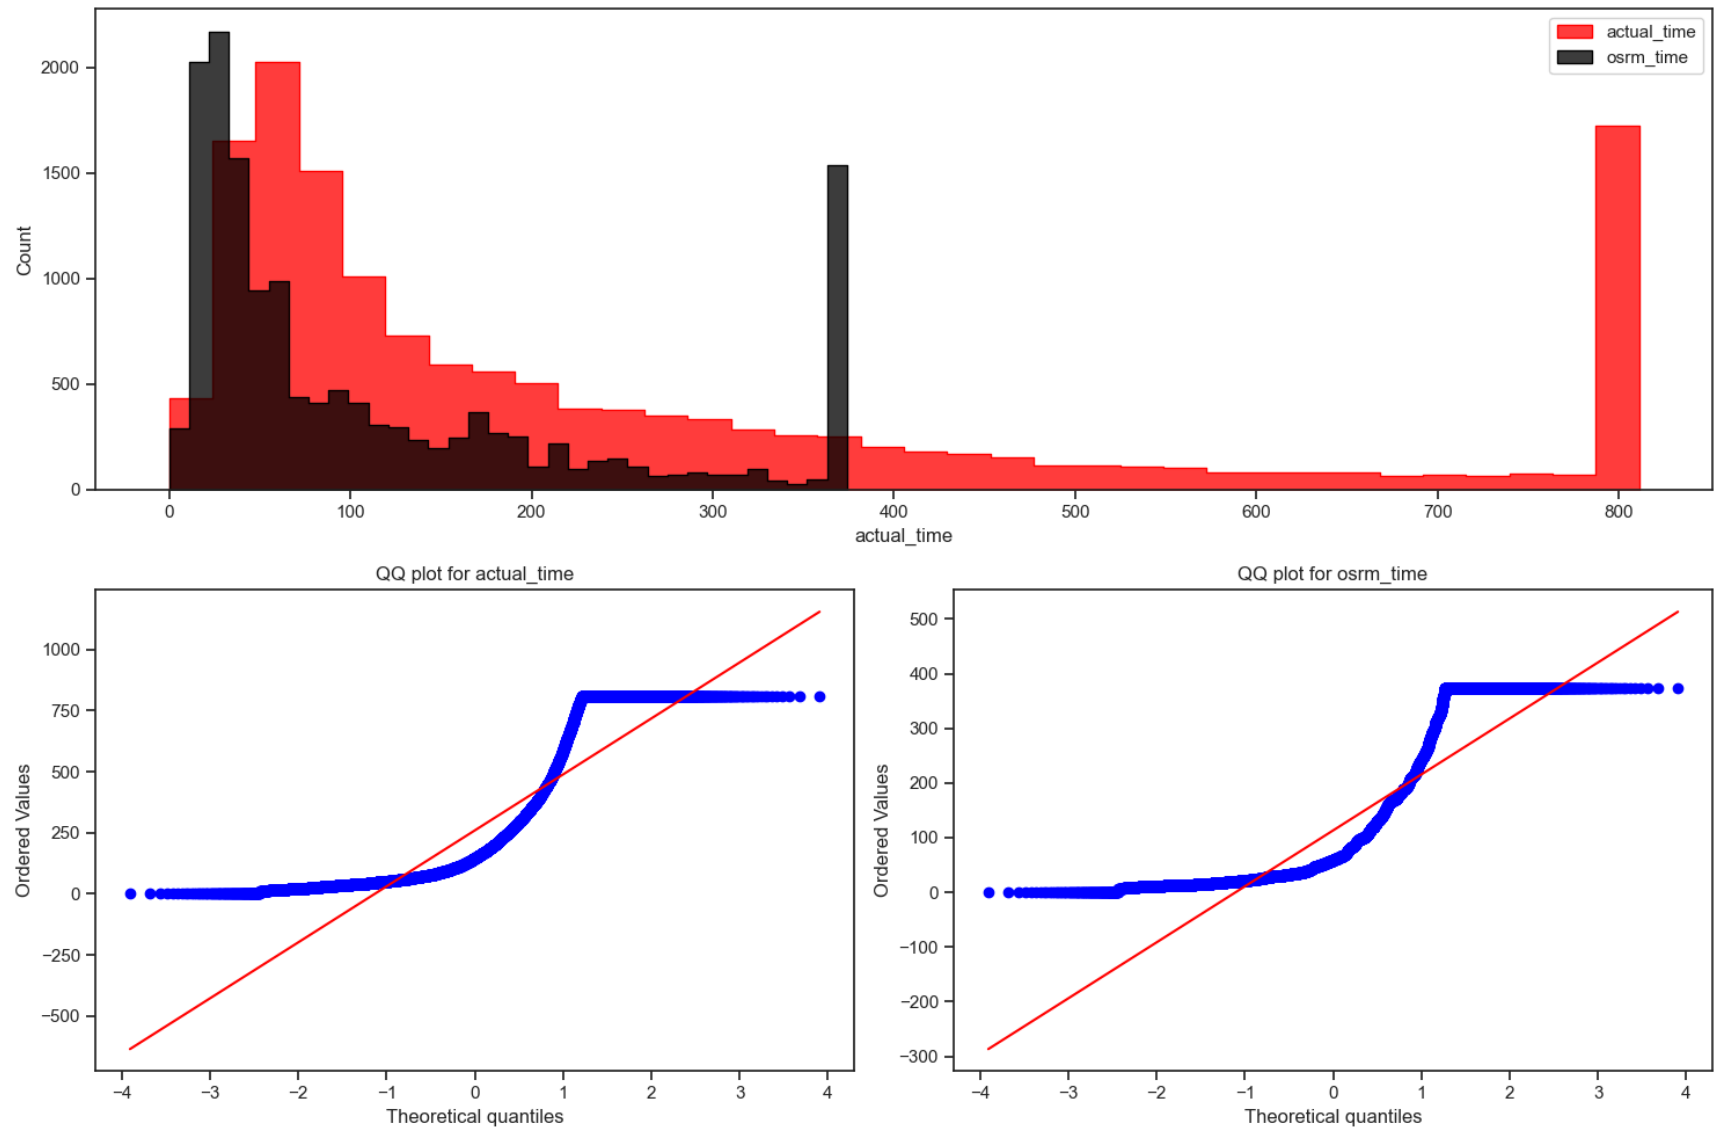 actual_time
osrm_time
2000
1500
1000
500
0
Count
0 100 200 300 400 500 600 700 800
actual_time
QQ plot for actual_time
1000
750
500
250
0
−250
−500
Ordered Values
−4 −3 −2 −1 0 1 2 3 4
Theoretical quantiles
QQ plot for osrm_time
500
400
300
200
100
0
−100
−200
−300
Ordered Values
−4 −3 −2 −1 0 1 2 3 4
Theoretical quantiles